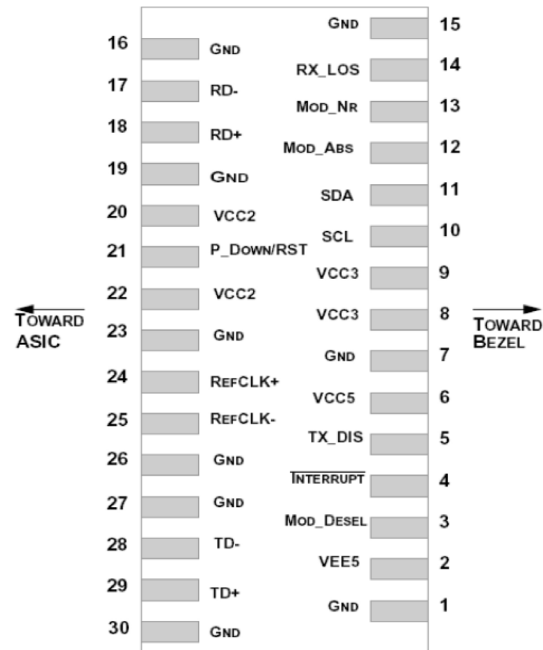 16 GND
17 RD-
18 RD+
19 GND
20 VCC2
21 P_DOWN/RST
22 VCC2
23 GND
24 REFCLK+
25 REFCLK-
26 GND
27 GND
28 TD-
29 TD+
30 GND
GND 15
RX_LOS 14
MOD_NR 13
MOD_ABS 12
SDA 11
SCL 10
VCC3 9
VCC3 8
GND 7
VCC5 6
TX_DIS 5
INTERRUPT 4
MOD_DESEL 3
VEE5 2
GND 1
TOWARD
ASIC
TOWARD
BEZEL